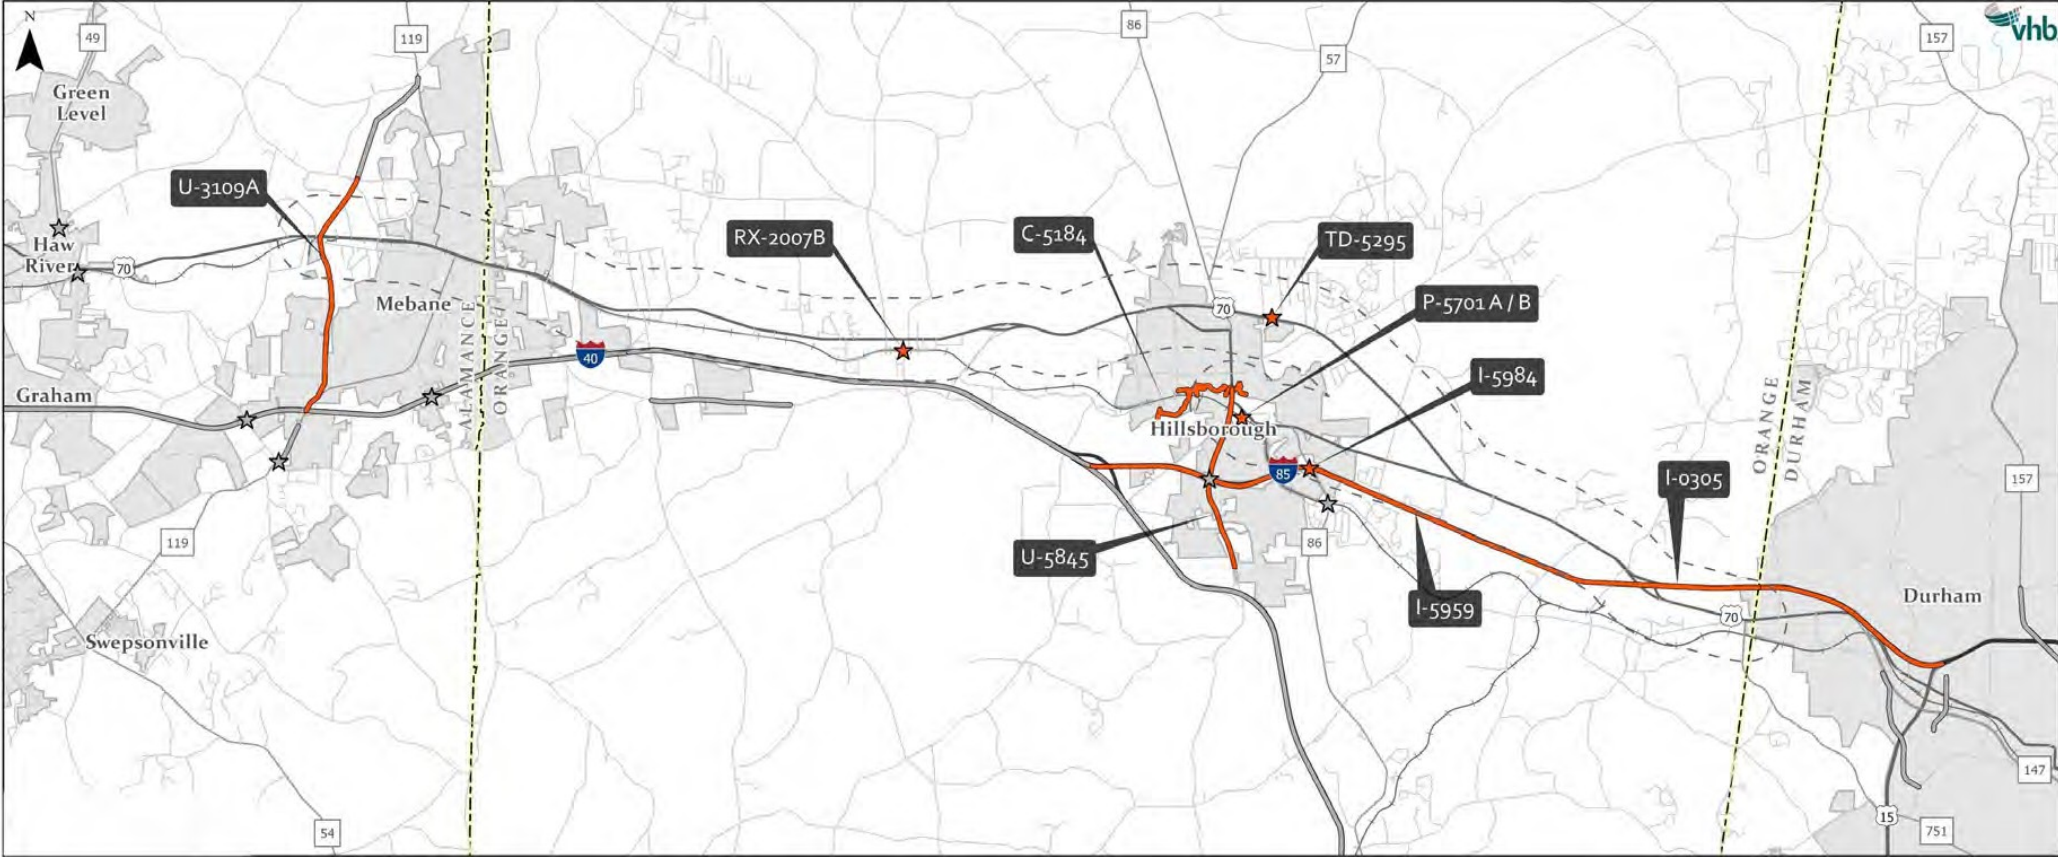 N
49
119
86
57
157
vhb
Green
Level
U-3109A
RX-2007B
C-5184
TD-5295
Haw
River
70
Mebane
ALAMANCE
ORANGE
40
70
P-5701 A / B
I-5984
Graham
Hillsborough
85
ORANGE
DURHAM
I-0305
157
119
U-5845
86
I-5959
Durham
70
Swepsonville
54
147
15
751